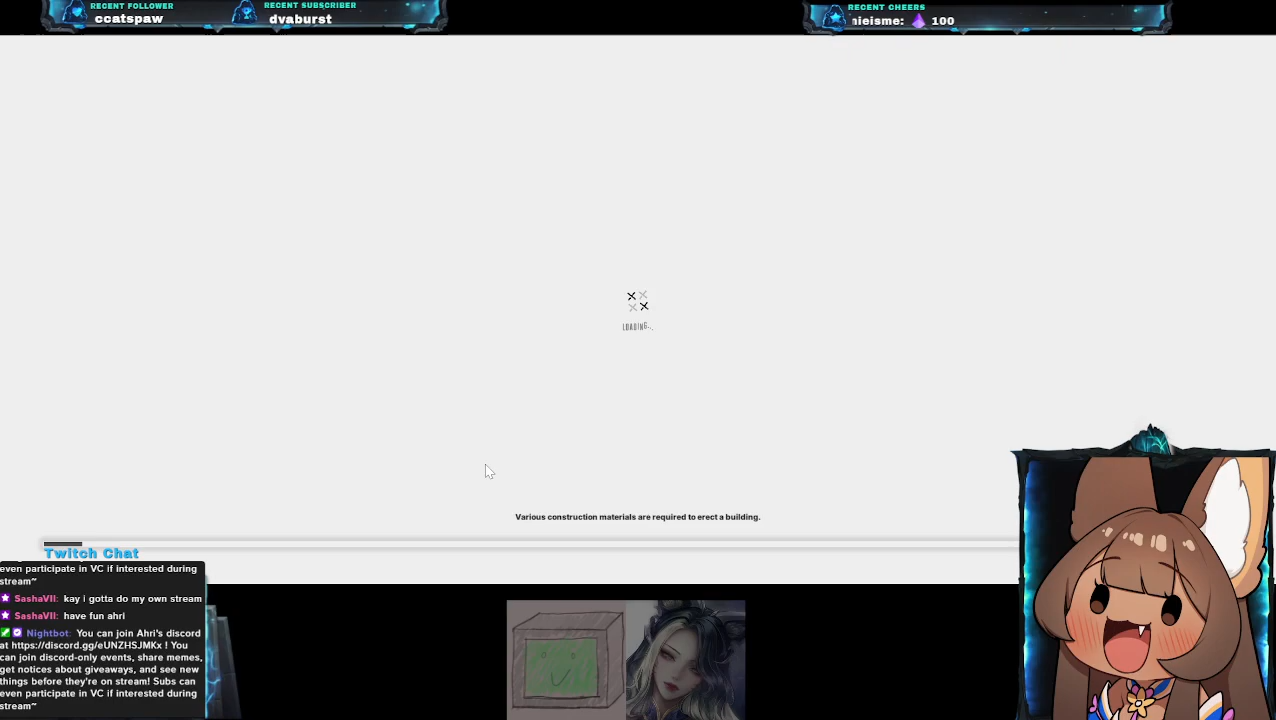 RECENT FOLLOWER
ccatspaw
RECENT SUBSCRIBER
dvaburst
RECENT CHEERS
nieisme: 100
LOADING...
Various construction materials are required to erect a building.
Twitch Chat
even participate in VC if interested during
stream~
SashaVII: kay i gotta do my own stream
SashaVII: have fun ahri
Nightbot: You can join Ahri's discord
at https://discord.gg/eUNZHSJMKx ! You
can join discord-only events, share memes,
get notices about giveaways, and see new
things before they're on stream! Subs can
even participate in VC if interested during
stream~